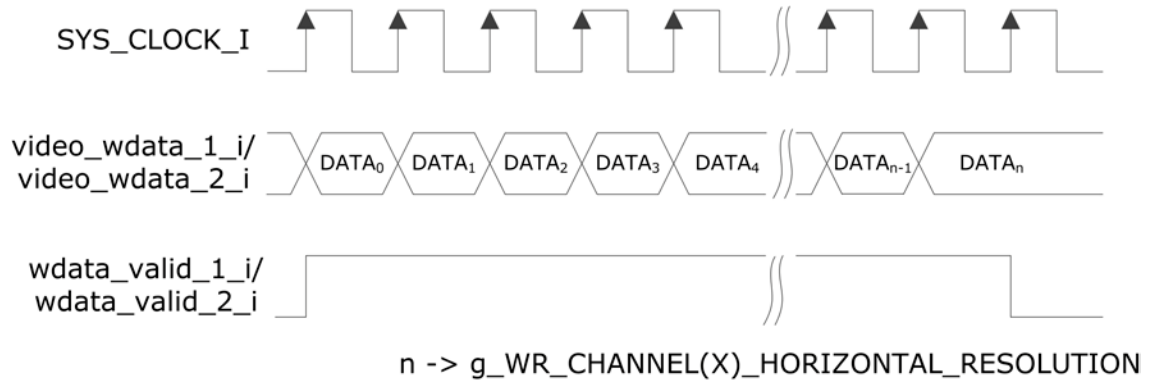 SYS_CLOCK_I
video_wdata_1_i/
video_wdata_2_i
DATA₀ DATA₁ DATA₂ DATA₃ DATA₄ DATAₙ₋₁ DATAₙ
wdata_valid_1_i/
wdata_valid_2_i
n -> g_WR_CHANNEL(X)_HORIZONTAL_RESOLUTION